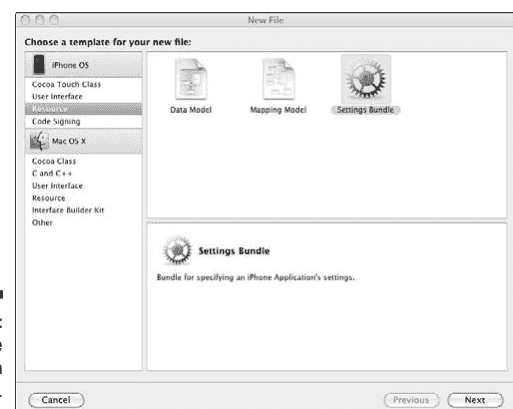 New File
Choose a template for your new file:
iPhone OS
Cocoa Touch Class
User Interface
Resource
Code Signing
Mac OS X
Cocoa Class
C and C++
User Interface
Resource
Interface Builder Kit
Other
Data Model
Mapping Model
Settings Bundle
Settings Bundle
Bundle for specifying an iPhone Application's settings.
Cancel
Previous
Next